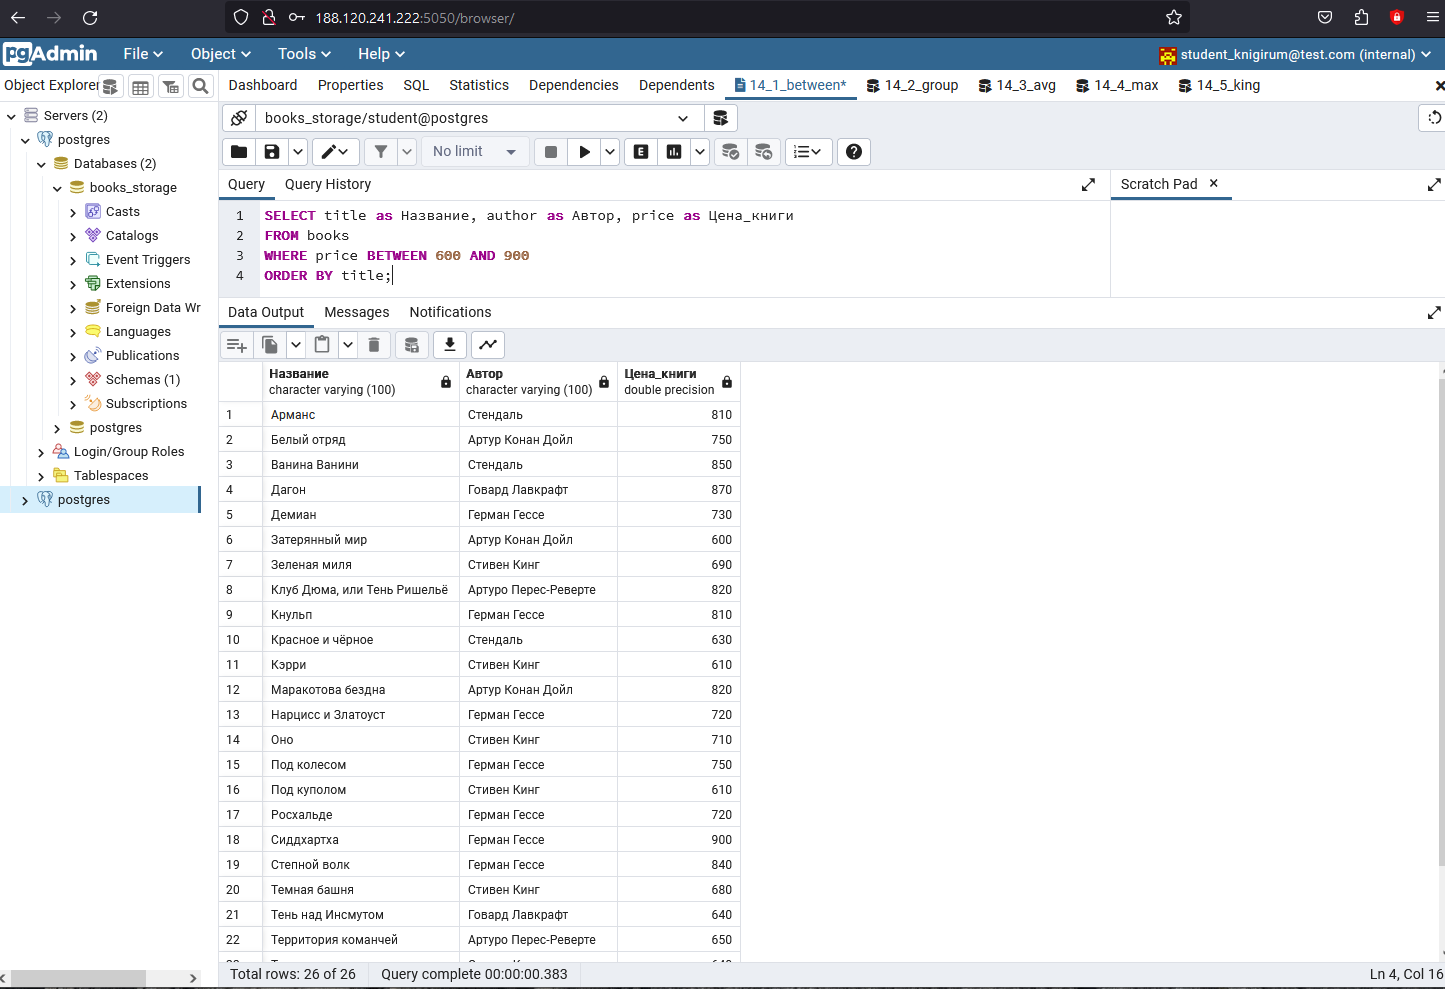 188.120.241.222:5050/browser/
pgAdmin File Object Tools Help student_knigirum@test.com (internal)
Object Explorer Dashboard Properties SQL Statistics Dependencies Dependents 14_1_between* 14_2_group 14_3_avg 14_4_max 14_5_king
Servers (2)
postgres
Databases (2)
books_storage
Casts
Catalogs
Event Triggers
Extensions
Foreign Data Wr
Languages
Publications
Schemas (1)
Subscriptions
postgres
Login/Group Roles
Tablespaces
postgres
books_storage/student@postgres
No limit E
Query Query History Scratch Pad
1 SELECT title as Название, author as Автор, price as Цена_книги
2 FROM books
3 WHERE price BETWEEN 600 AND 900
4 ORDER BY title;
Data Output Messages Notifications
Название Автор Цена_книги
character varying (100) character varying (100) double precision
1 Арманс Стендаль 810
2 Белый отряд Артур Конан Дойл 750
3 Ванина Ванини Стендаль 850
4 Дагон Говард Лавкрафт 870
5 Демиан Герман Гессе 730
6 Затерянный мир Артур Конан Дойл 600
7 Зеленая миля Стивен Кинг 690
8 Клуб Дюма, или Тень Ришельё Артуро Перес-Реверте 820
9 Кнульп Герман Гессе 810
10 Красное и чёрное Стендаль 630
11 Кэрри Стивен Кинг 610
12 Маракотова бездна Артур Конан Дойл 820
13 Нарцисс и Златоуст Герман Гессе 720
14 Оно Стивен Кинг 710
15 Под колесом Герман Гессе 750
16 Под куполом Стивен Кинг 610
17 Росхальде Герман Гессе 720
18 Сиддхартха Герман Гессе 900
19 Степной волк Герман Гессе 840
20 Темная башня Стивен Кинг 680
21 Тень над Инсмутом Говард Лавкрафт 640
22 Территория команчей Артуро Перес-Реверте 650
Total rows: 26 of 26 Query complete 00:00:00.383 Ln 4, Col 16